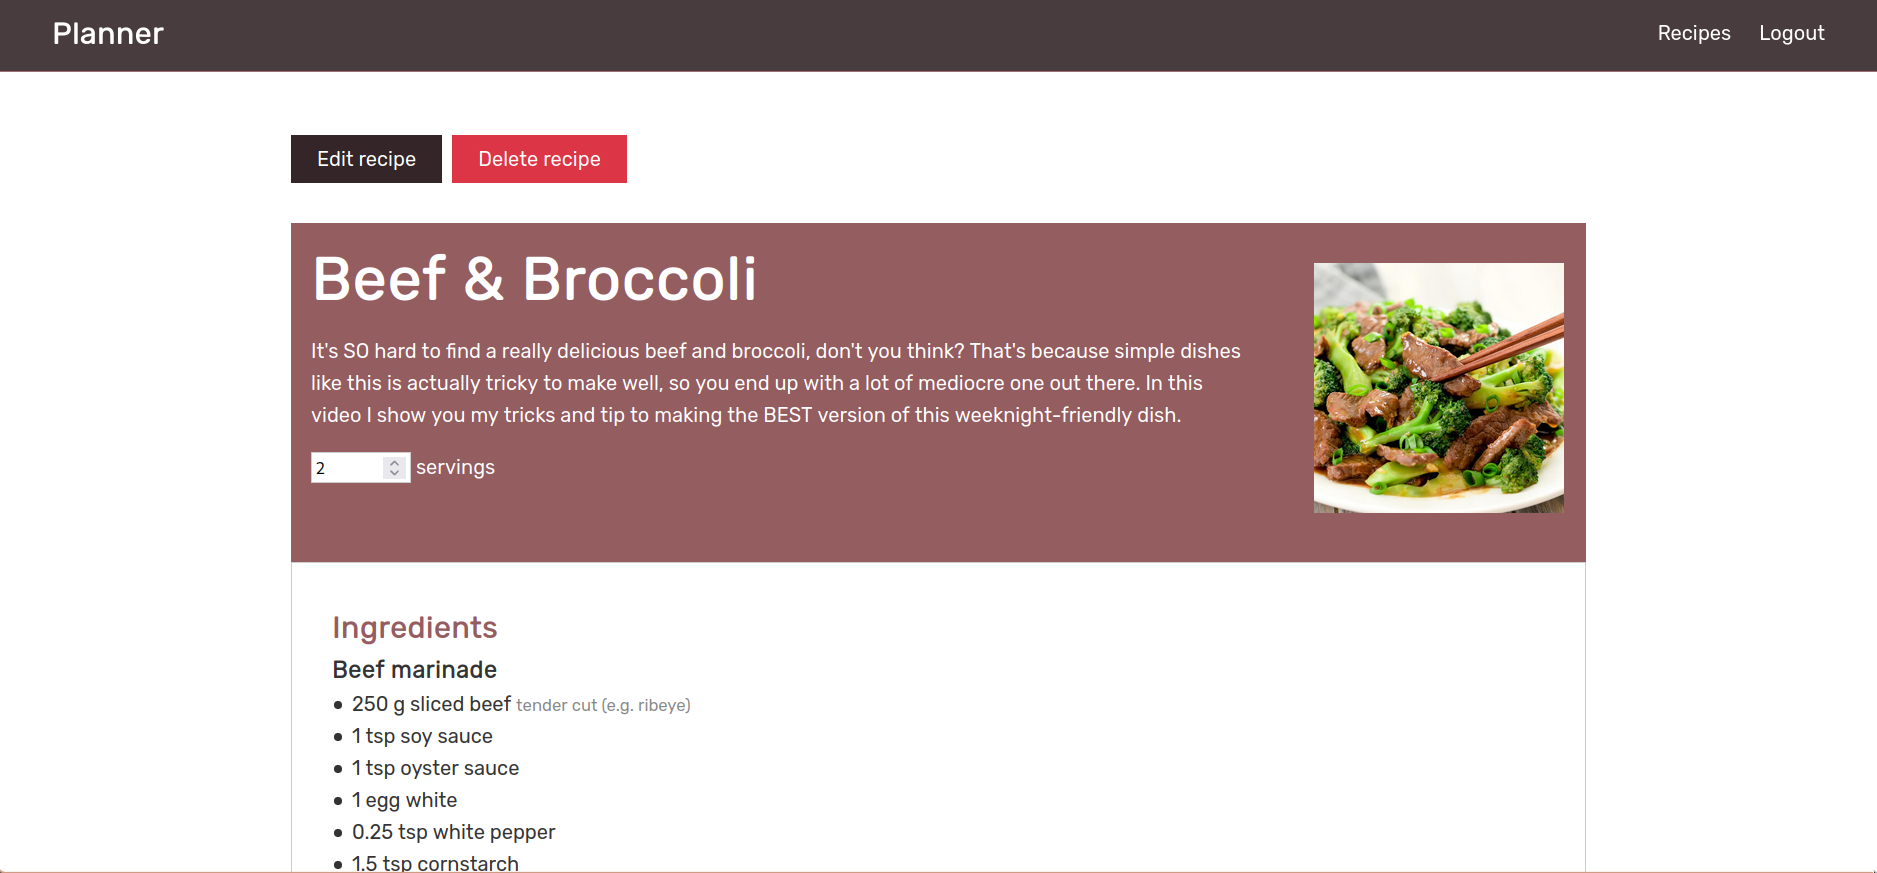 Planner
Recipes Logout
Edit recipe Delete recipe
Beef & Broccoli
It's SO hard to find a really delicious beef and broccoli, don't you think? That's because simple dishes
like this is actually tricky to make well, so you end up with a lot of mediocre one out there. In this
video I show you my tricks and tip to making the BEST version of this weeknight-friendly dish.
2 servings
Ingredients
Beef marinade
• 250 g sliced beef tender cut (e.g. ribeye)
• 1 tsp soy sauce
• 1 tsp oyster sauce
• 1 egg white
• 0.25 tsp white pepper
• 1.5 tsp cornstarch